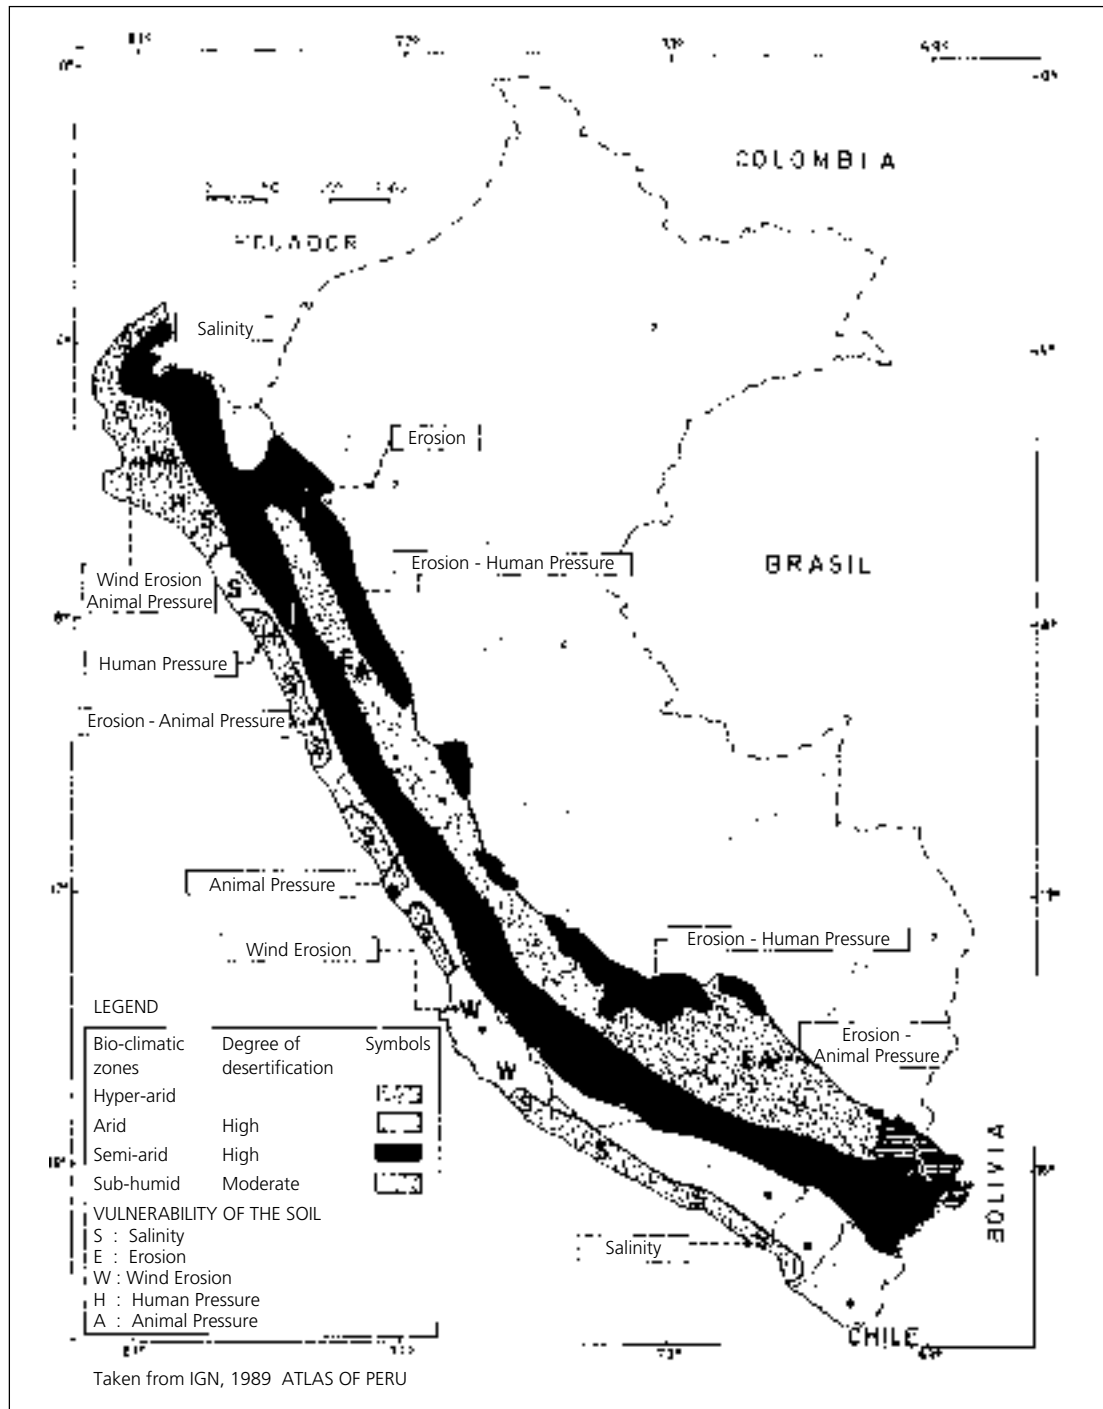 COLOMBIA
ECUADOR
Salinity
Erosion
Erosion - Human Pressure
BRASIL
Wind Erosion
Animal Pressure
S
H
S
S
Human Pressure
E A
Erosion - Animal Pressure
S
Animal Pressure
Wind Erosion
Erosion - Human Pressure
W
W
Erosion -
Animal Pressure
E A
S
Salinity
BOLIVIA
CHILE
LEGEND
Bio-climatic zones Degree of desertification Symbols
Hyper-arid
Arid High
Semi-arid High
Sub-humid Moderate
VULNERABILITY OF THE SOIL
S : Salinity
E : Erosion
W : Wind Erosion
H : Human Pressure
A : Animal Pressure
Taken from IGN, 1989 ATLAS OF PERU